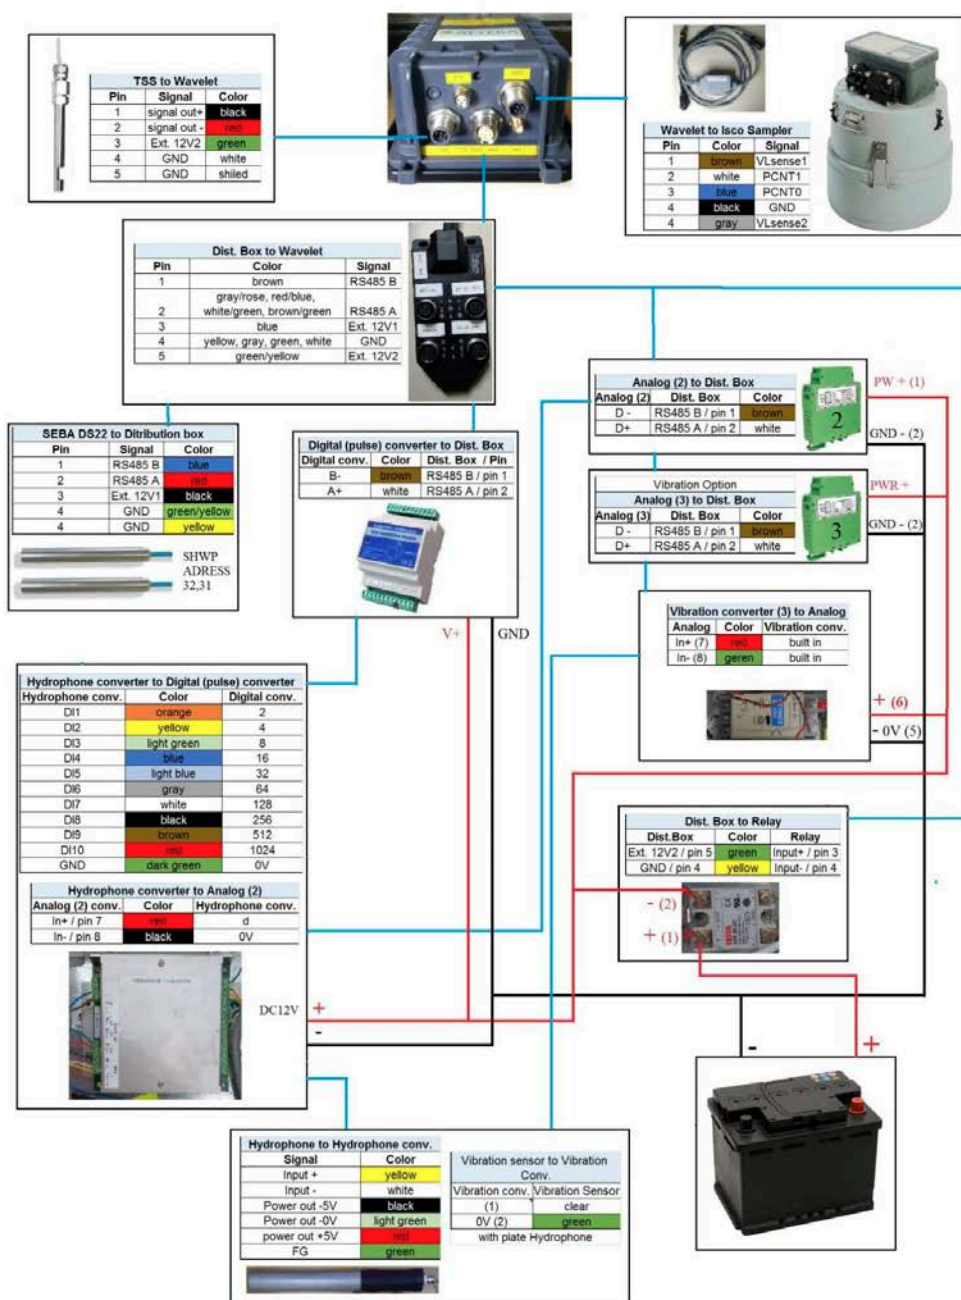 TSS to Wavelet
Pin Signal Color
1 signal out+ black
2 signal out - red
3 Ext. 12V2 green
4 GND white
5 GND shiled
Wavelet to Isco Sampler
Pin Color Signal
1 brown VLsense1
2 white PCNT1
3 blue PCNT0
4 black GND
4 gray VLsense2
Dist. Box to Wavelet
Pin Color Signal
1 brown RS485 B
gray/rose, red/blue,
2 white/green, brown/green RS485 A
3 blue Ext. 12V1
4 yellow, gray, green, white GND
5 green/yellow Ext. 12V2
Analog (2) to Dist. Box
Analog (2) Dist. Box Color
D - RS485 B / pin 1 brown
D+ RS485 A / pin 2 white
2
PW + (1)
GND - (2)
SEBA DS22 to Ditribution box
Pin Signal Color
1 RS485 B blue
2 RS485 A red
3 Ext. 12V1 black
4 GND green/yellow
4 GND yellow
SHWP
ADRESS
32,31
Digital (pulse) converter to Dist. Box
Digital conv. Color Dist. Box / Pin
B- brown RS485 B / pin 1
A+ white RS485 A / pin 2
Vibration Option
Analog (3) to Dist. Box
Analog (3) Dist. Box Color
D - RS485 B / pin 1 brown
D+ RS485 A / pin 2 white
3
PWR +
GND - (2)
V+
GND
Vibration converter (3) to Analog
Analog Color Vibration conv.
In+ (7) red built in
In- (8) geren built in
+ (6)
- 0V (5)
Hydrophone converter to Digital (pulse) converter
Hydrophone conv. Color Digital conv.
DI1 orange 2
DI2 yellow 4
DI3 light green 8
DI4 blue 16
DI5 light blue 32
DI6 gray 64
DI7 white 128
DI8 black 256
DI9 brown 512
DI10 red 1024
GND dark green 0V
Hydrophone converter to Analog (2)
Analog (2) conv. Color Hydrophone conv.
In+ / pin 7 red d
In- / pin 8 black 0V
DC12V
+
-
Dist. Box to Relay
Dist.Box Color Relay
Ext. 12V2 / pin 5 green Input+ / pin 3
GND / pin 4 yellow Input- / pin 4
- (2)
+ (1)
-
+
Hydrophone to Hydrophone conv.
Signal Color
Input + yellow
Input - white
Power out -5V black
Power out -0V light green
power out +5V red
FG green
Vibration sensor to Vibration
Conv.
Vibration conv. Vibration Sensor
(1) clear
0V (2) green
with plate Hydrophone